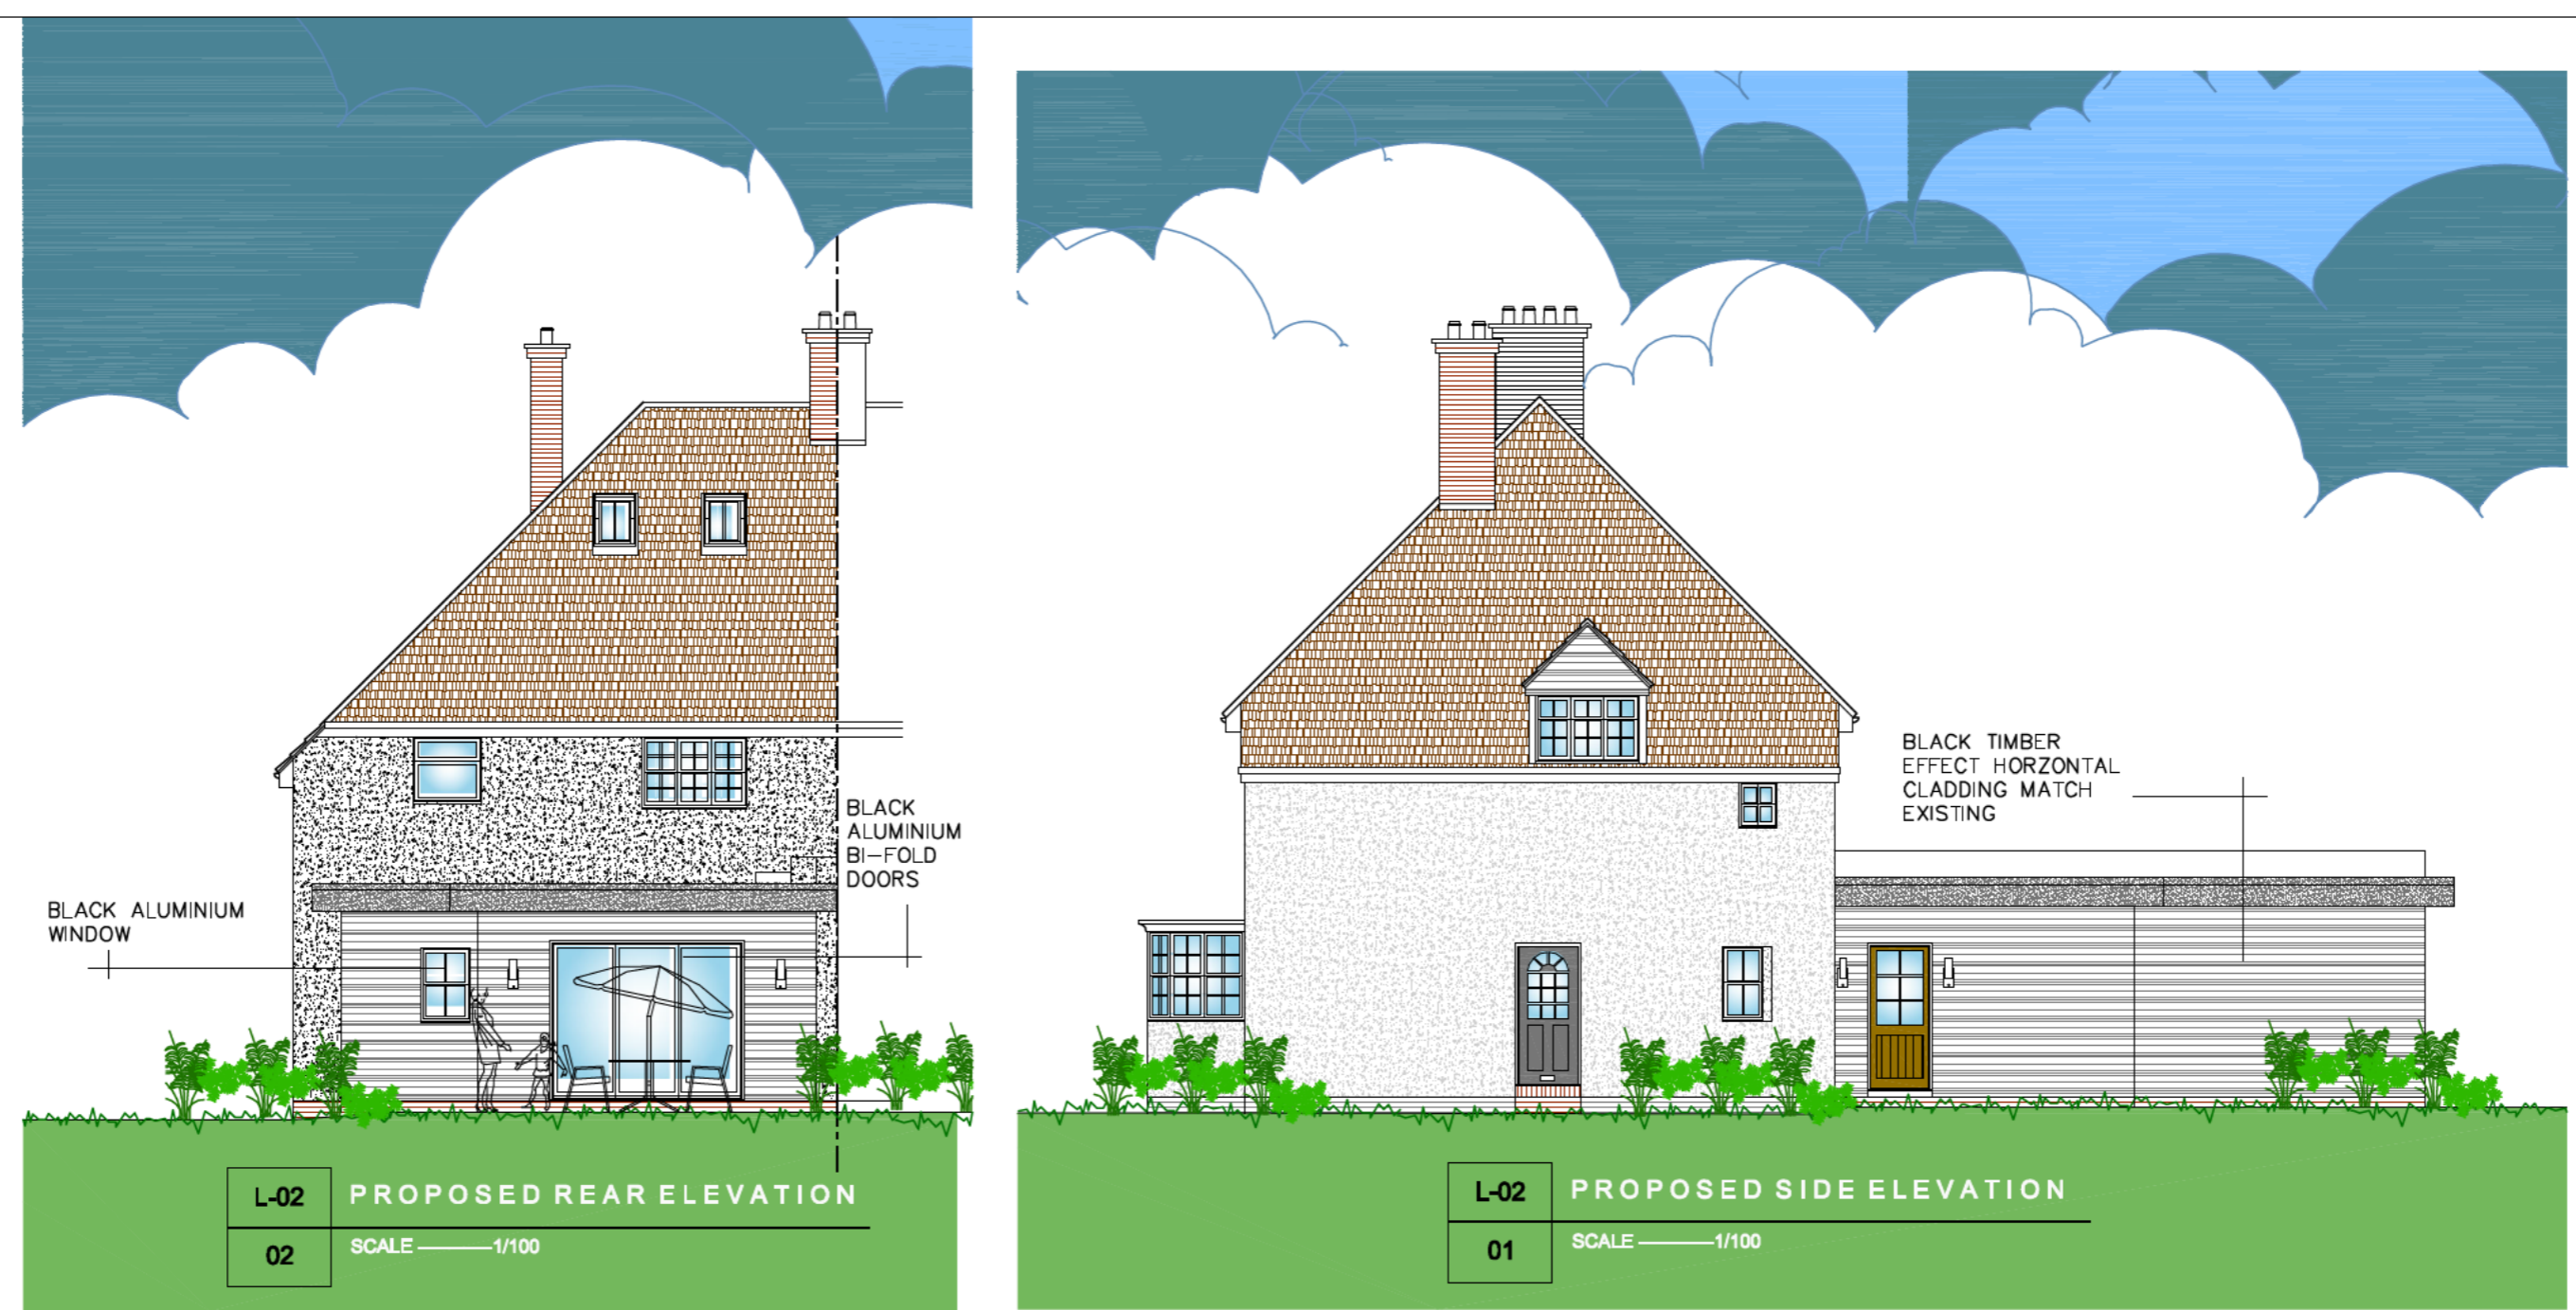 BLACK ALUMINIUM
WINDOW
BLACK
ALUMINIUM
BI-FOLD
DOORS
L-02
PROPOSED REAR ELEVATION
02
SCALE 1/100
BLACK TIMBER
EFFECT HORZONTAL
CLADDING MATCH
EXISTING
L-02
PROPOSED SIDE ELEVATION
01
SCALE 1/100